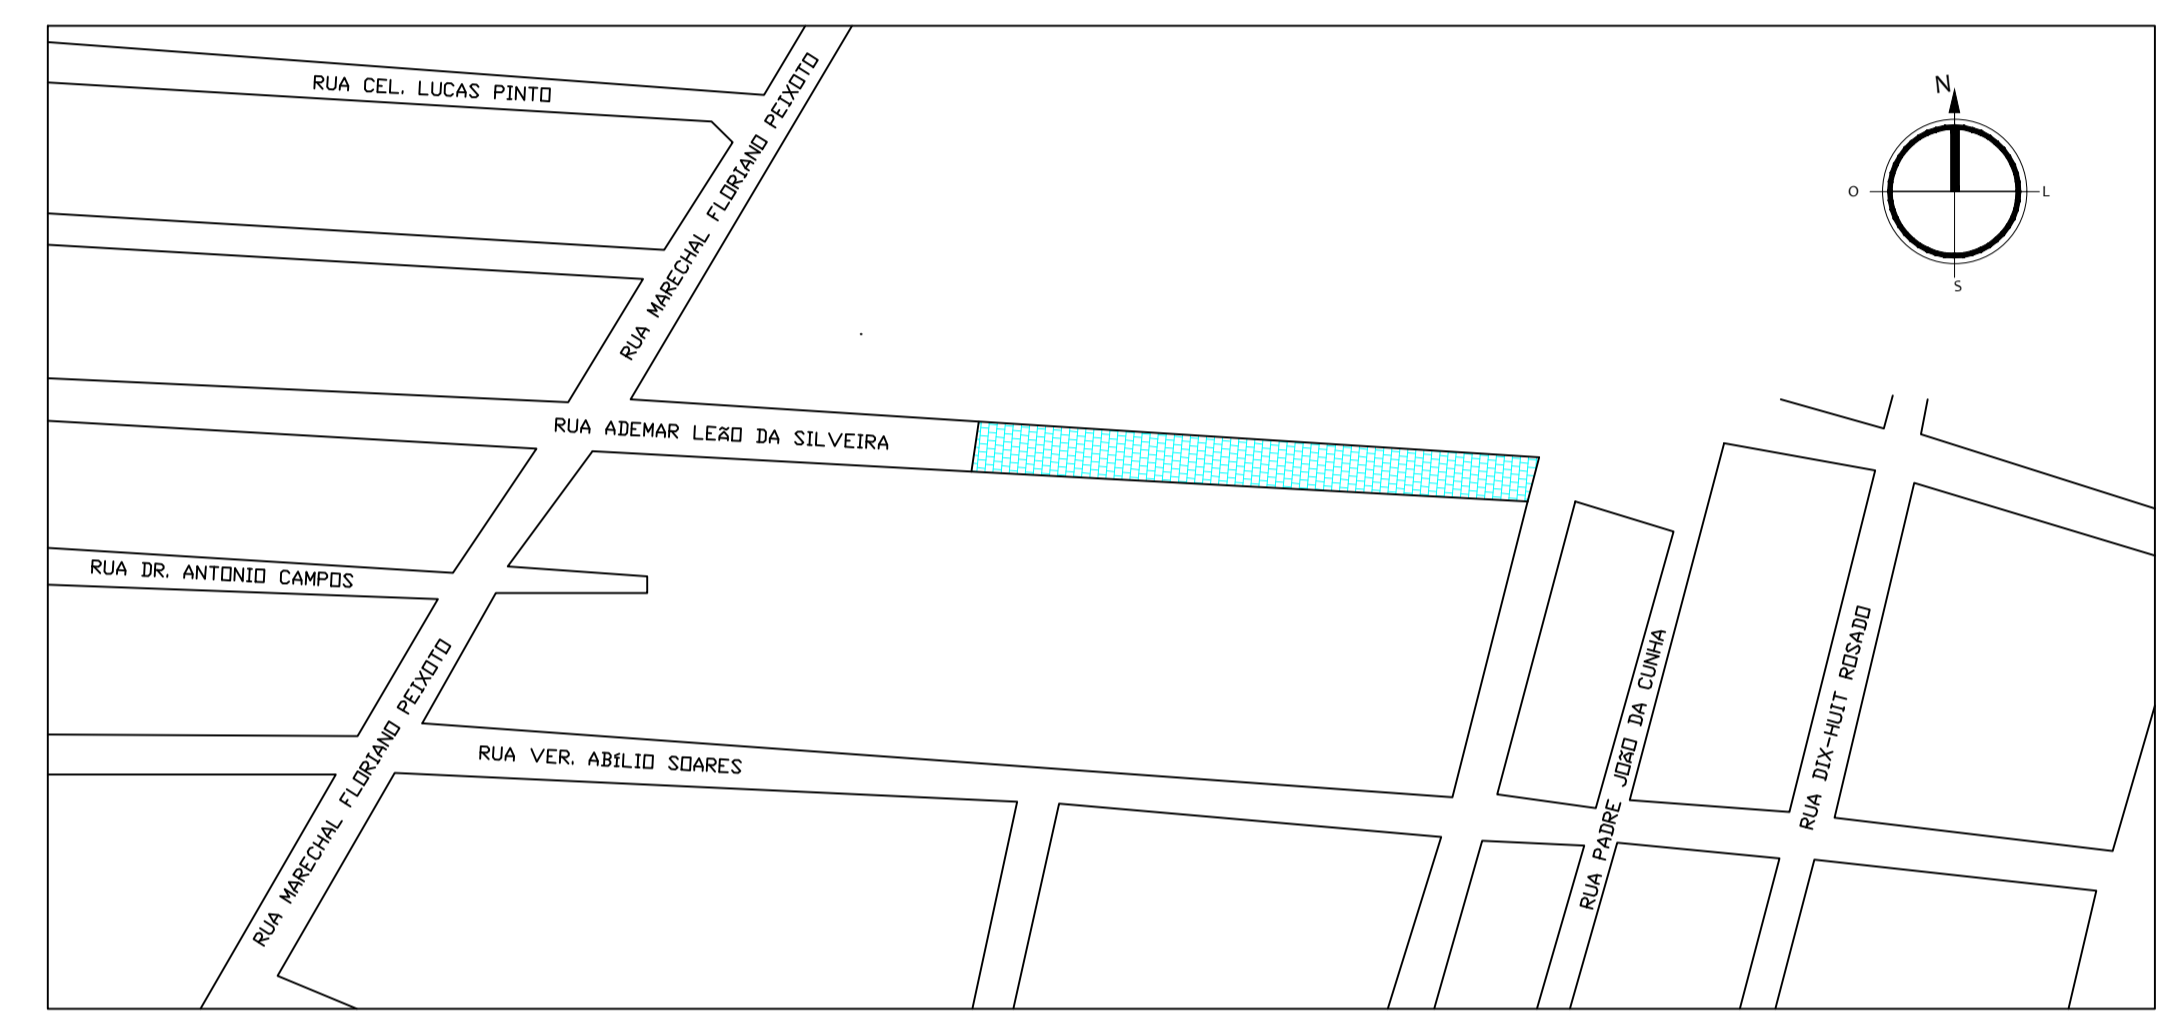 RUA CEL. LUCAS PINTO
RUA MARECHAL FLORIANO PEIXOTO
N
O
L
S
RUA ADEMAR LEÃO DA SILVEIRA
RUA DR. ANTONIO CAMPOS
RUA MARECHAL FLORIANO PEIXOTO
RUA VER. ABíLIO SOARES
RUA PADRE JOÃO DA CUNHA
RUA DIX-HUIT ROSADO